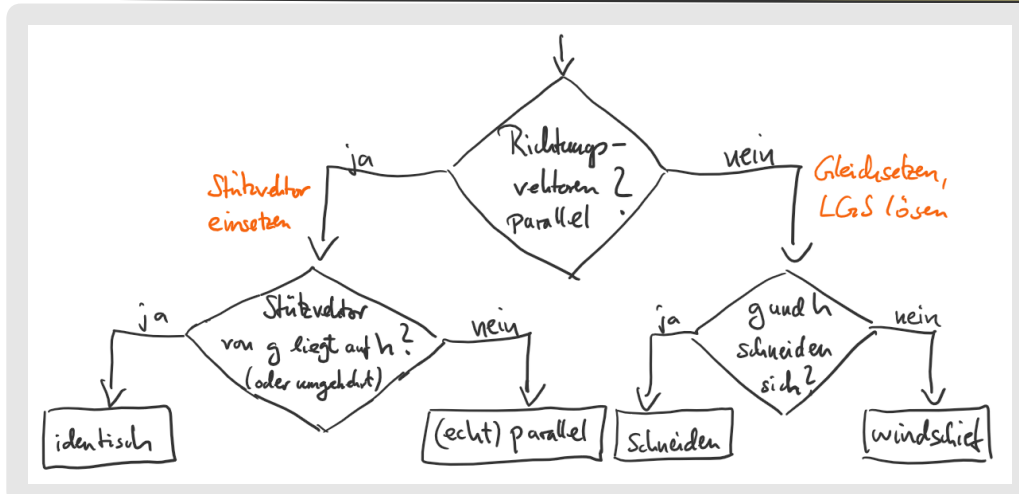 Richtungs-
vektoren ?
parallel
ja
nein
Stützvektor
einsetzen
Gleichsetzen,
LGS lösen
Stützvektor
von g liegt auf h?
(oder umgekehrt)
ja
nein
g und h
schneiden
sich?
ja
nein
identisch
(echt) parallel
Schneiden
windschief